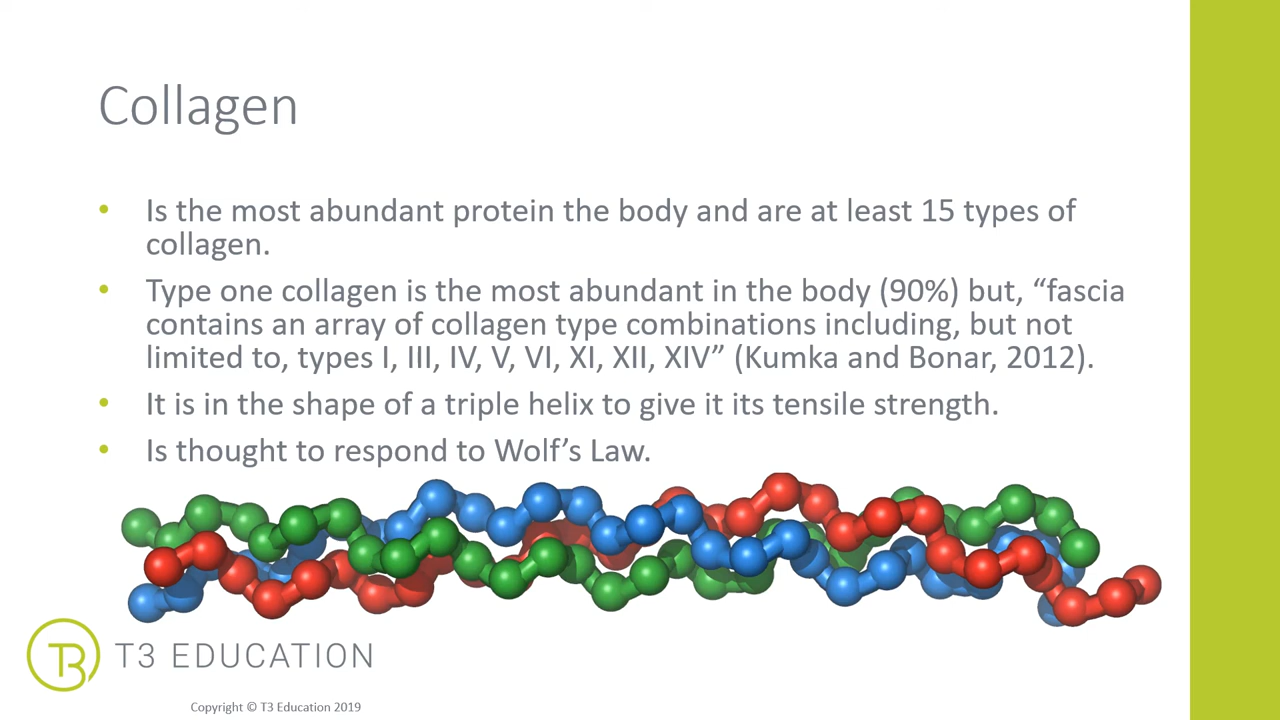 Collagen
• Is the most abundant protein the body and are at least 15 types of
collagen.
• Type one collagen is the most abundant in the body (90%) but, “fascia
contains an array of collagen type combinations including, but not
limited to, types I, III, IV, V, VI, XI, XII, XIV” (Kumka and Bonar, 2012).
• It is in the shape of a triple helix to give it its tensile strength.
• Is thought to respond to Wolf’s Law.
T3 T3 EDUCATION
Copyright © T3 Education 2019